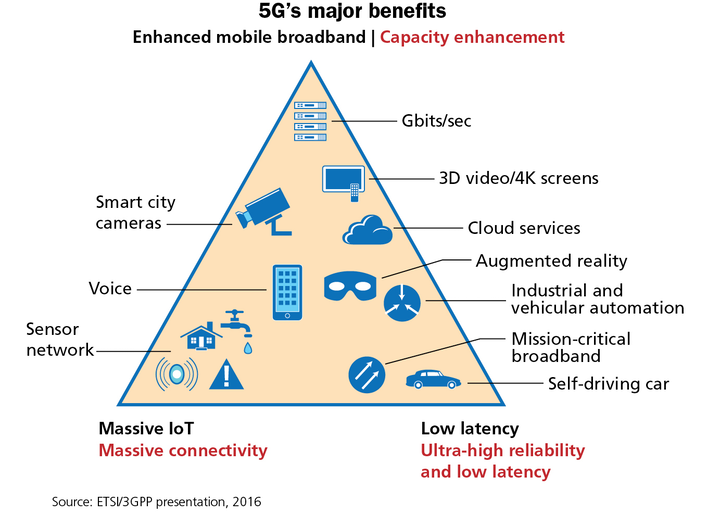 5G's major benefits
Enhanced mobile broadband | Capacity enhancement
Gbits/sec
3D video/4K screens
Smart city
cameras
Cloud services
Augmented reality
Voice
Industrial and
vehicular automation
Sensor
network
Mission-critical
broadband
Self-driving car
Massive IoT
Massive connectivity
Low latency
Ultra-high reliability
and low latency
Source: ETSI/3GPP presentation, 2016